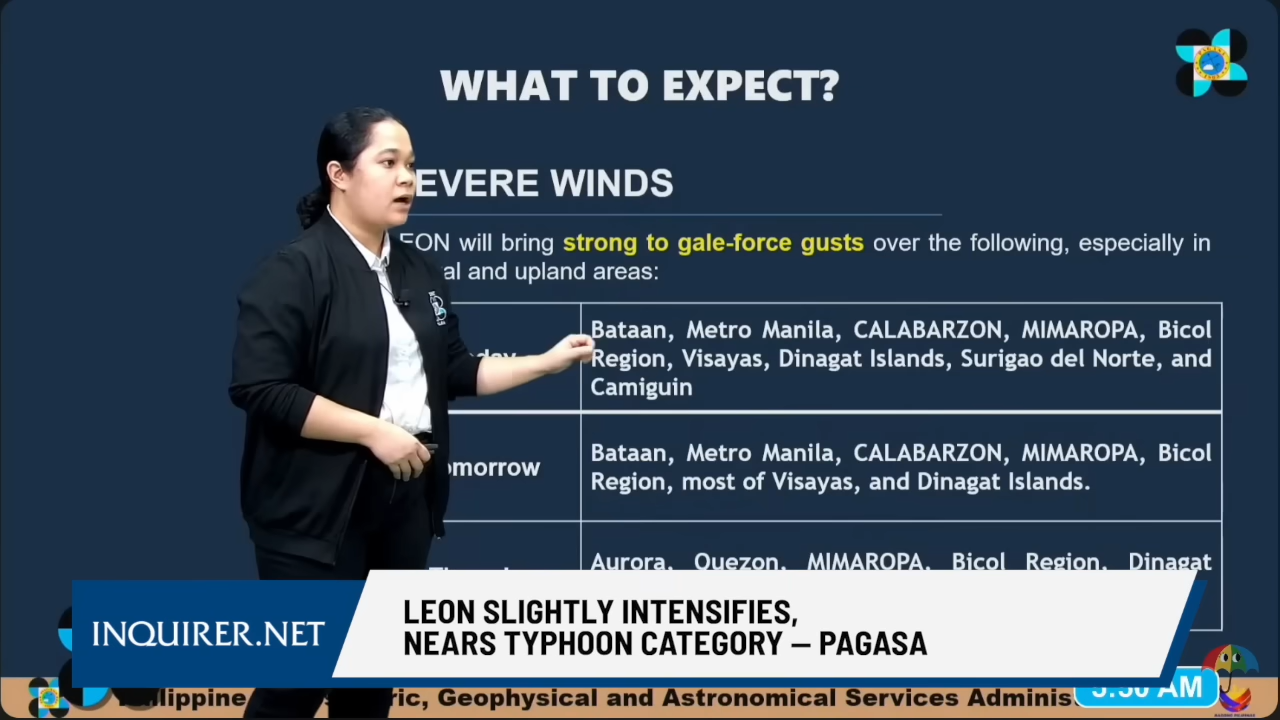 WHAT TO EXPECT?
EVERE WINDS
EON will bring strong to gale-force gusts over the following, especially in
al and upland areas:
day
Bataan, Metro Manila, CALABARZON, MIMAROPA, Bicol
Region, Visayas, Dinagat Islands, Surigao del Norte, and
Camiguin
omorrow
Bataan, Metro Manila, CALABARZON, MIMAROPA, Bicol
Region, most of Visayas, and Dinagat Islands.
Aurora, Quezon, MIMAROPA, Bicol Region, Dinagat
INQUIRER.NET
LEON SLIGHTLY INTENSIFIES,
NEARS TYPHOON CATEGORY – PAGASA
ric, Geophysical and Astronomical Services Adminis
5:30 AM